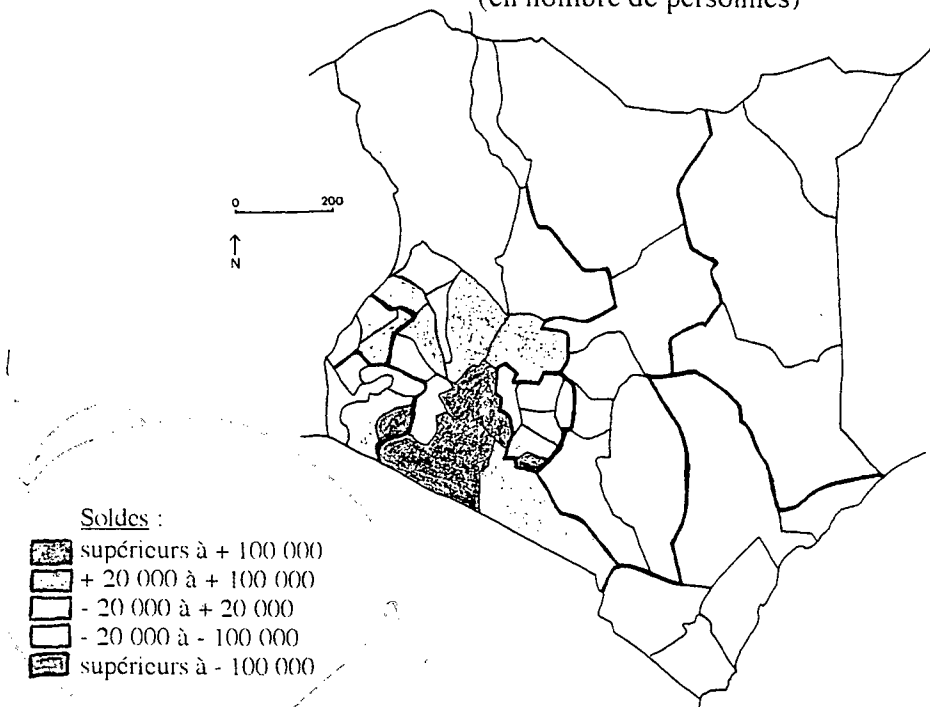 (en nombre de personnes)
0 200
N
Soldes :
supérieurs à + 100 000
+ 20 000 à + 100 000
- 20 000 à + 20 000
- 20 000 à - 100 000
supérieurs à - 100 000